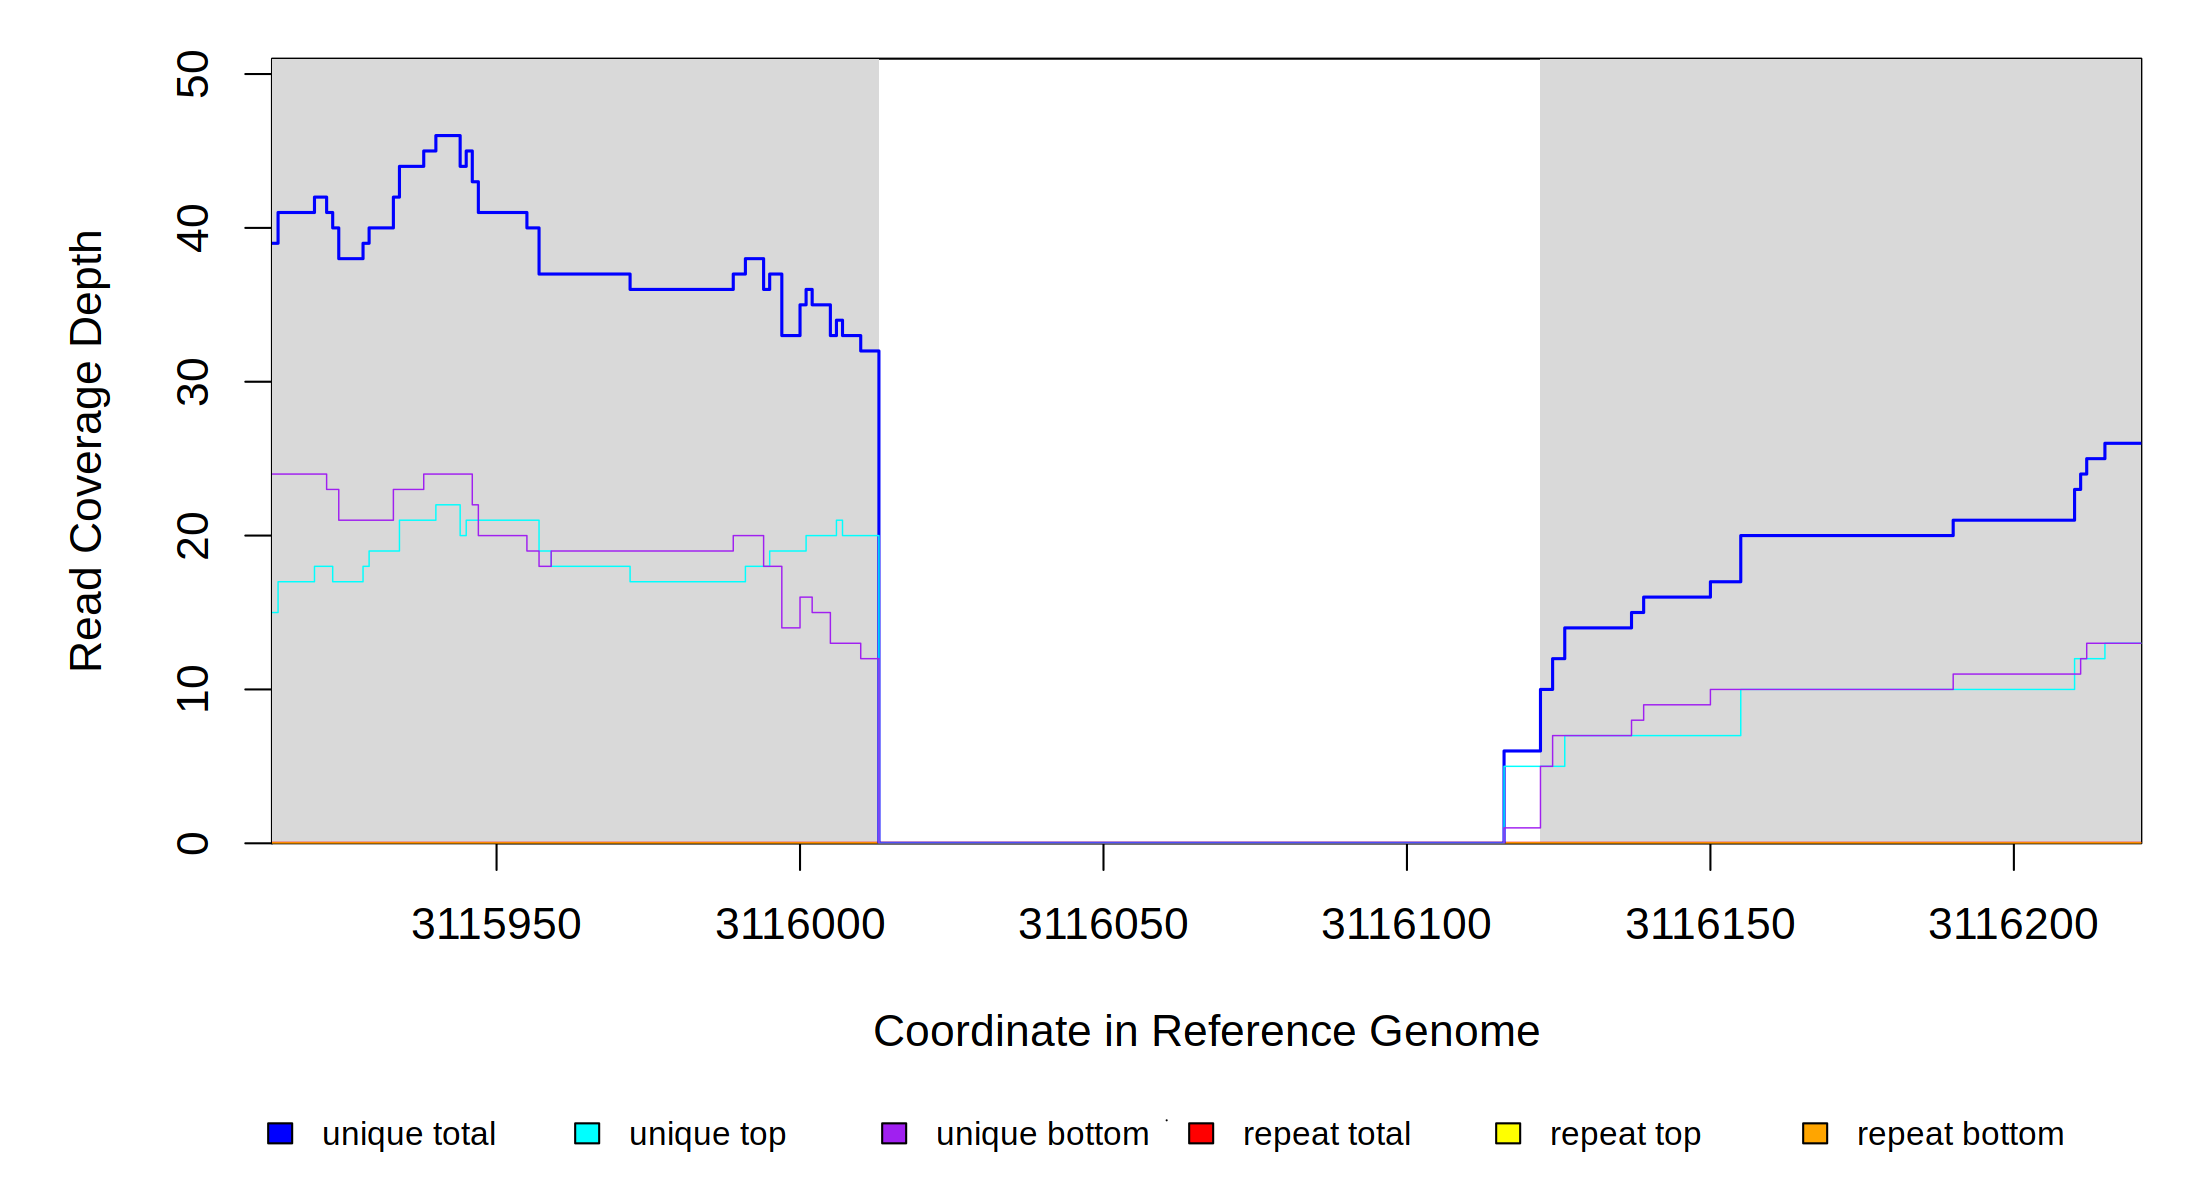 50
40
30
20
10
0
Read Coverage Depth
3115950 3116000 3116050 3116100 3116150 3116200
Coordinate in Reference Genome
unique total unique top unique bottom repeat total repeat top repeat bottom